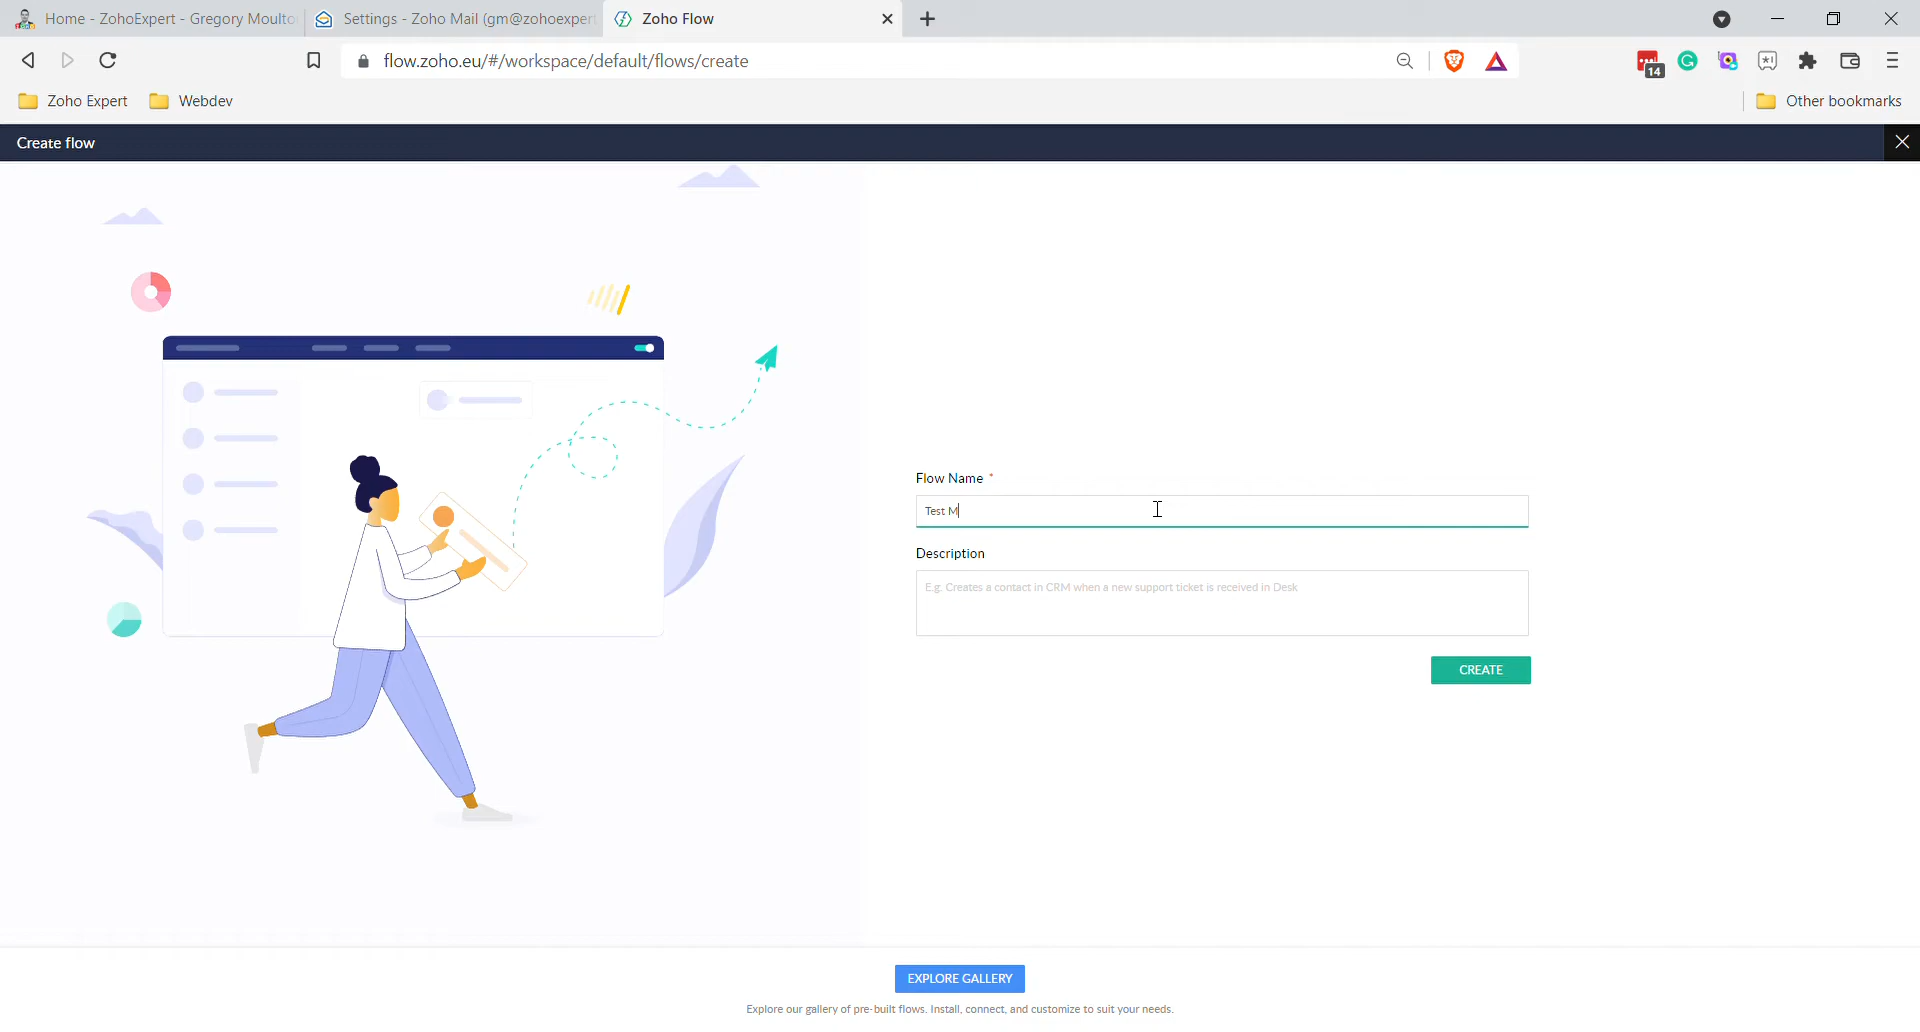 Home - ZohoExpert - Gregory Moulto
Settings - Zoho Mail (gm@zohoexpert
Zoho Flow
flow.zoho.eu/#/workspace/default/flows/create
14
Zoho Expert
Webdev
Other bookmarks
Create flow
Flow Name *
Test M
Description
E.g. Creates a contact in CRM when a new support ticket is received in Desk
CREATE
EXPLORE GALLERY
Explore our gallery of pre-built flows. Install, connect, and customize to suit your needs.